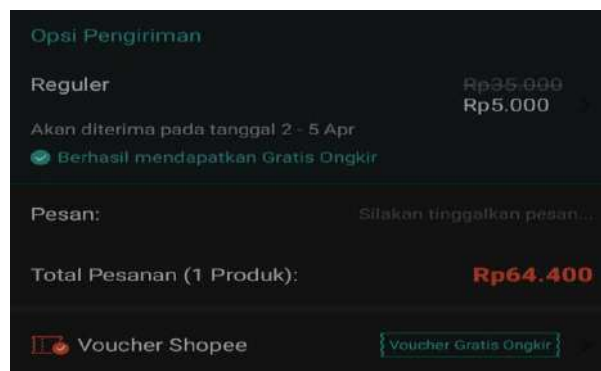 Opsi Pengiriman
Reguler Rp35.000
Rp5.000
Akan diterima pada tanggal 2 - 5 Apr
Berhasil mendapatkan Gratis Ongkir
Pesan: Silakan tinggalkan pesan...
Total Pesanan (1 Produk): Rp64.400
Voucher Shopee Voucher Gratis Ongkir